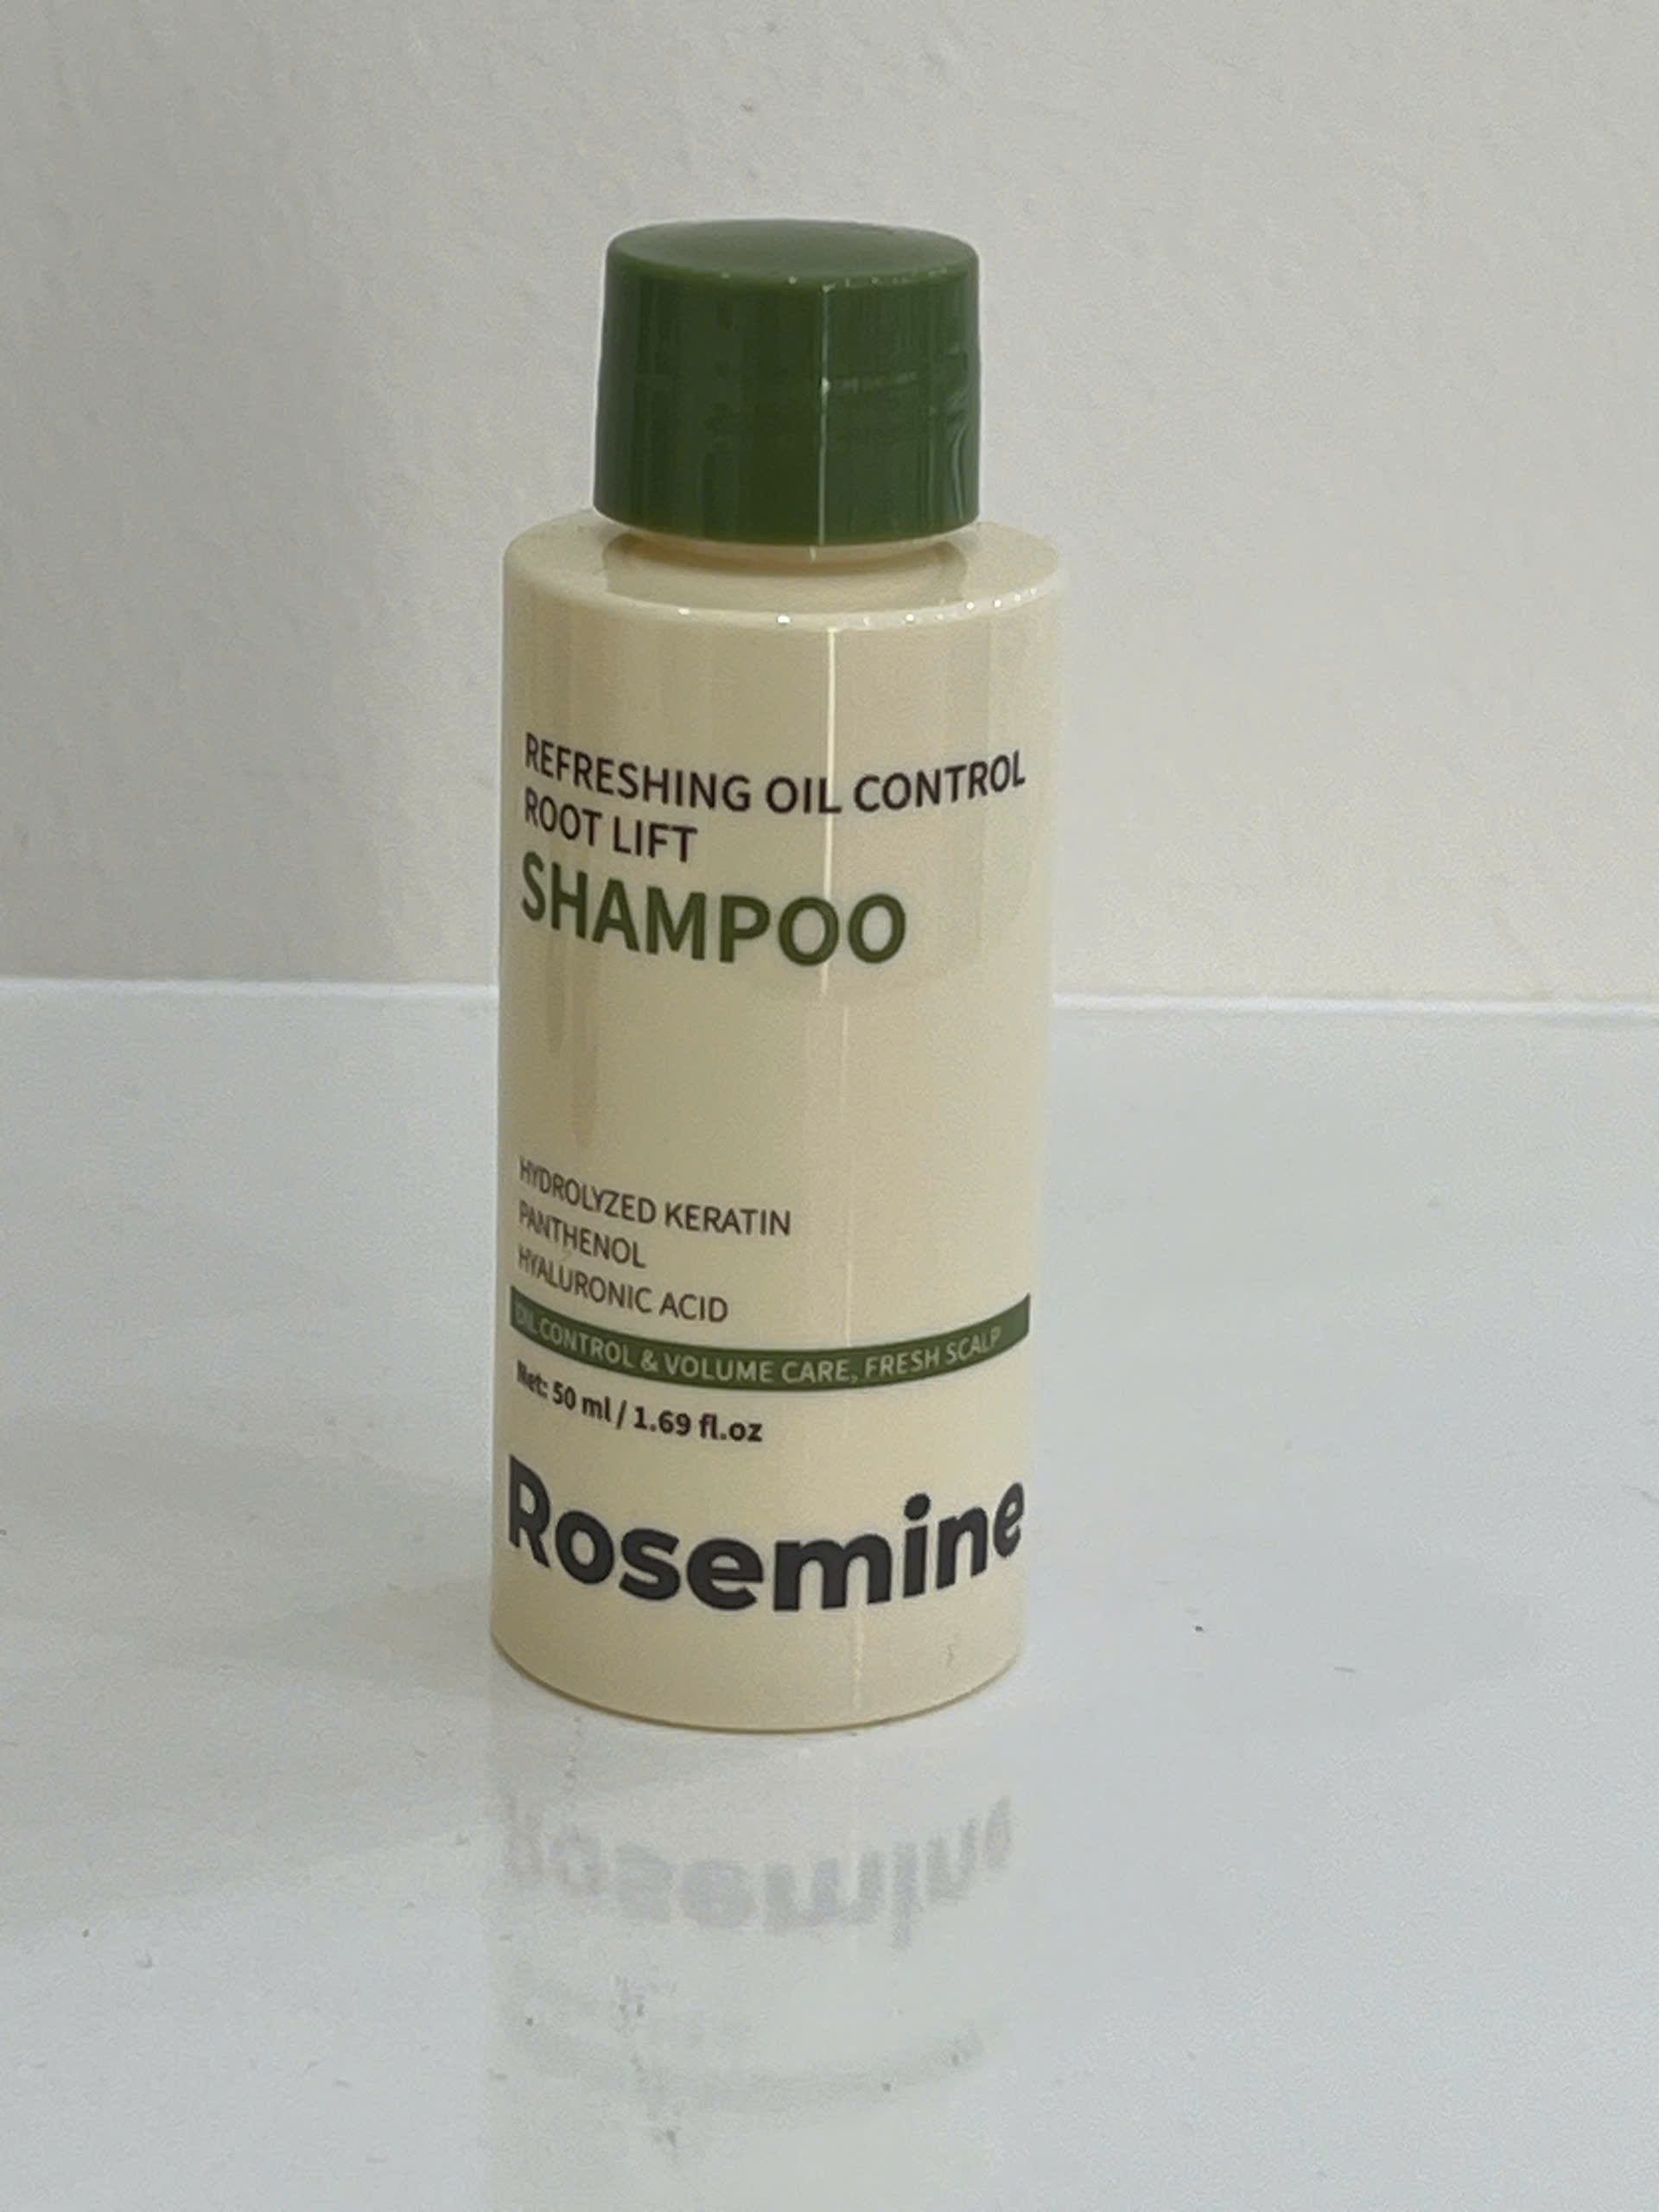 REFRESHING OIL CONTROL
ROOT LIFT
SHAMPOO
HYDROLYZED KERATIN
PANTHENOL
HYALURONIC ACID
OIL CONTROL & VOLUME CARE, FRESH SCALP
Net: 50 ml / 1.69 fl.oz
Rosemine